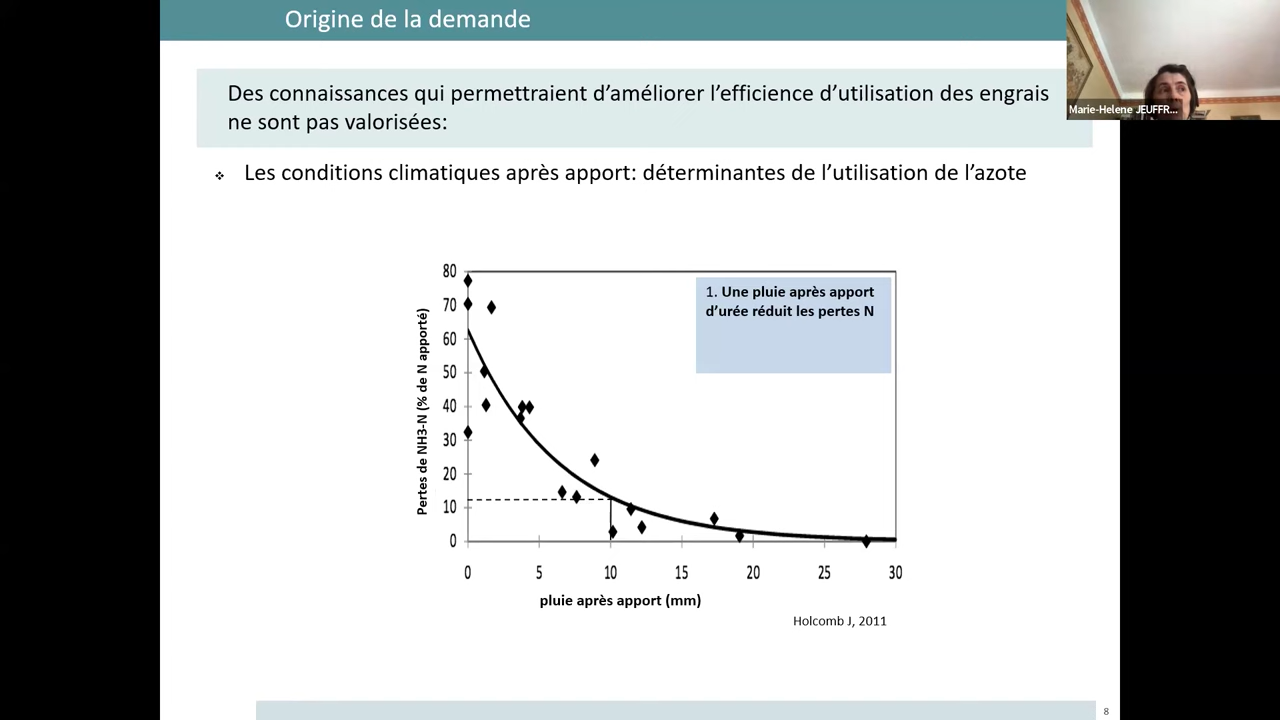 Origine de la demande
Marie-Helene JEUFFR...
Des connaissances qui permettraient d’améliorer l’efficience d’utilisation des engrais
ne sont pas valorisées:
❖ Les conditions climatiques après apport: déterminantes de l’utilisation de l’azote
1. Une pluie après apport
d’urée réduit les pertes N
Pertes de NH3-N (% de N apporté)
80
70
60
50
40
30
20
10
0
0 5 10 15 20 25 30
pluie après apport (mm)
Holcomb J, 2011
8